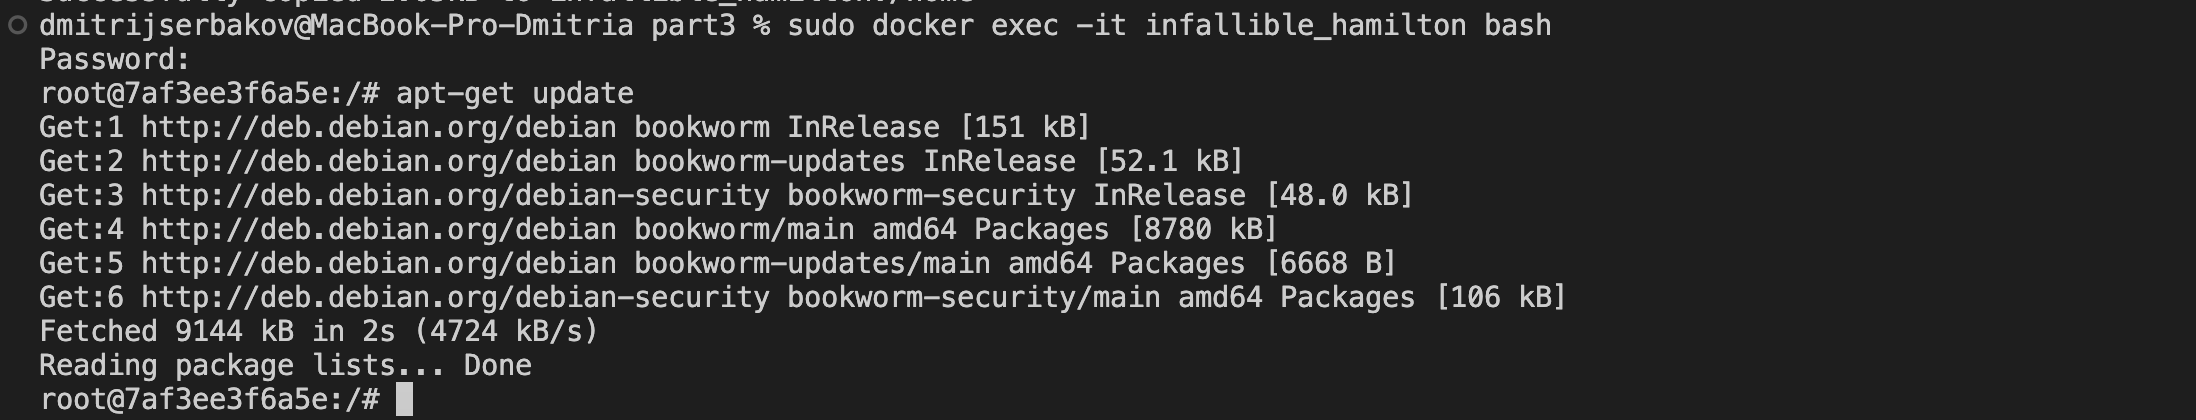 dmitrijserbakov@MacBook-Pro-Dmitria part3 % sudo docker exec -it infallible_hamilton bash
Password:
root@7af3ee3f6a5e:/# apt-get update
Get:1 http://deb.debian.org/debian bookworm InRelease [151 kB]
Get:2 http://deb.debian.org/debian bookworm-updates InRelease [52.1 kB]
Get:3 http://deb.debian.org/debian-security bookworm-security InRelease [48.0 kB]
Get:4 http://deb.debian.org/debian bookworm/main amd64 Packages [8780 kB]
Get:5 http://deb.debian.org/debian bookworm-updates/main amd64 Packages [6668 B]
Get:6 http://deb.debian.org/debian-security bookworm-security/main amd64 Packages [106 kB]
Fetched 9144 kB in 2s (4724 kB/s)
Reading package lists... Done
root@7af3ee3f6a5e:/#